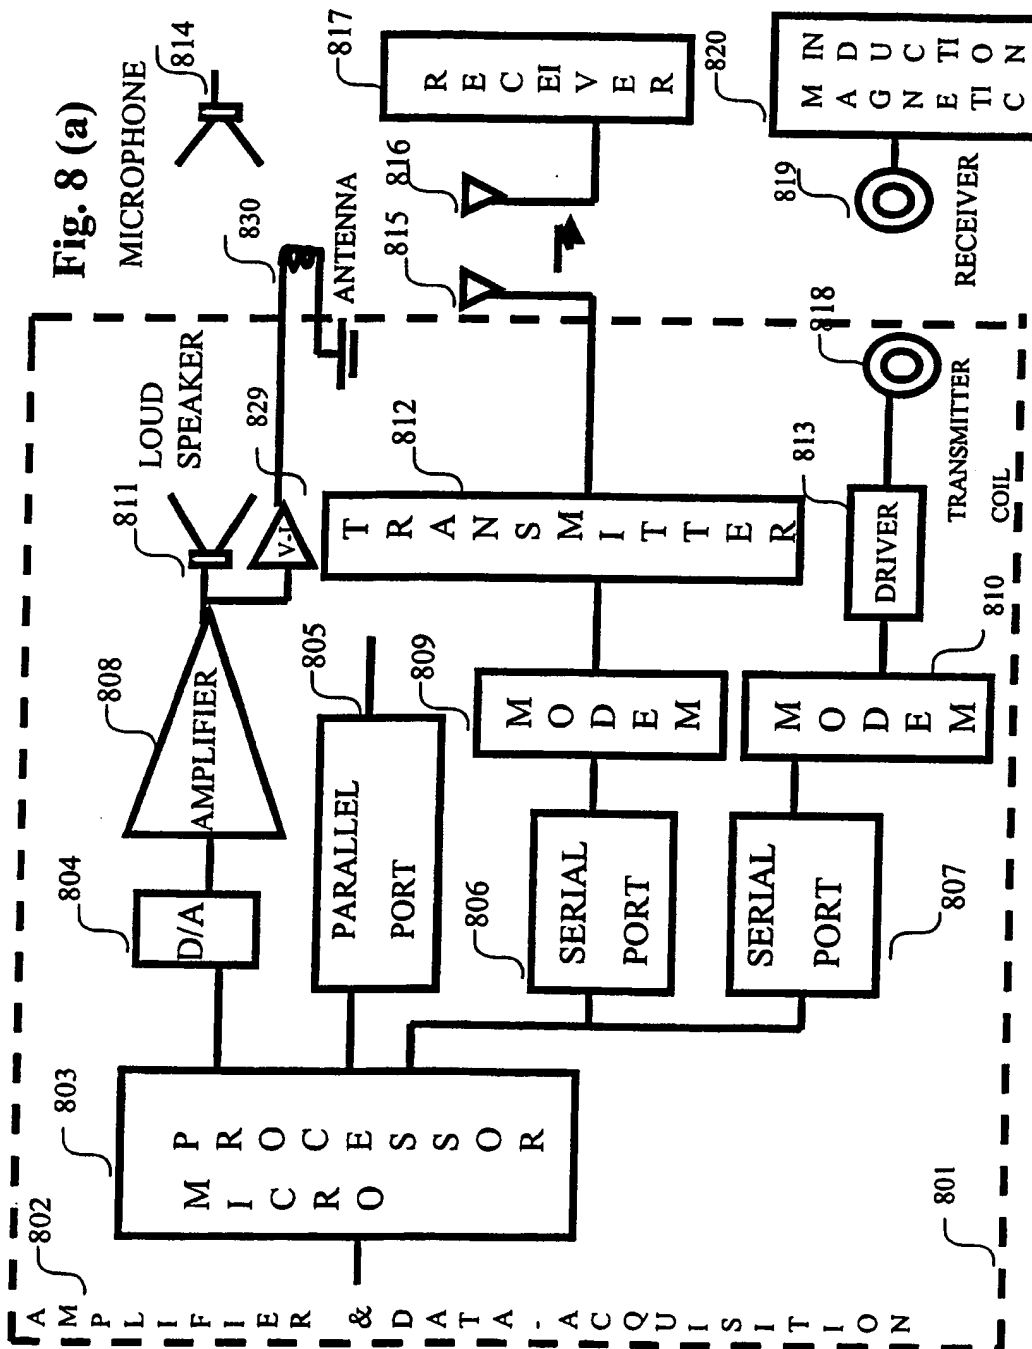 Fig. 8 (a)
AMPLIFIER & DATA-ACQUISITION
802
801
803
MICRO
PROCESSOR
804
D/A
808
AMPLIFIER
811
LOUD
SPEAKER
829
V-I
830
ANTENNA
MICROPHONE
814
805
PARALLEL
PORT
806
SERIAL
PORT
809
MODEM
812
TRANSMITTER
815
816
817
RECEIVER
SERIAL
PORT
807
MODEM
810
813
DRIVER
818
TRANSMITTER
COIL
819
RECEIVER
820
MAGNETIC
INDUCTION